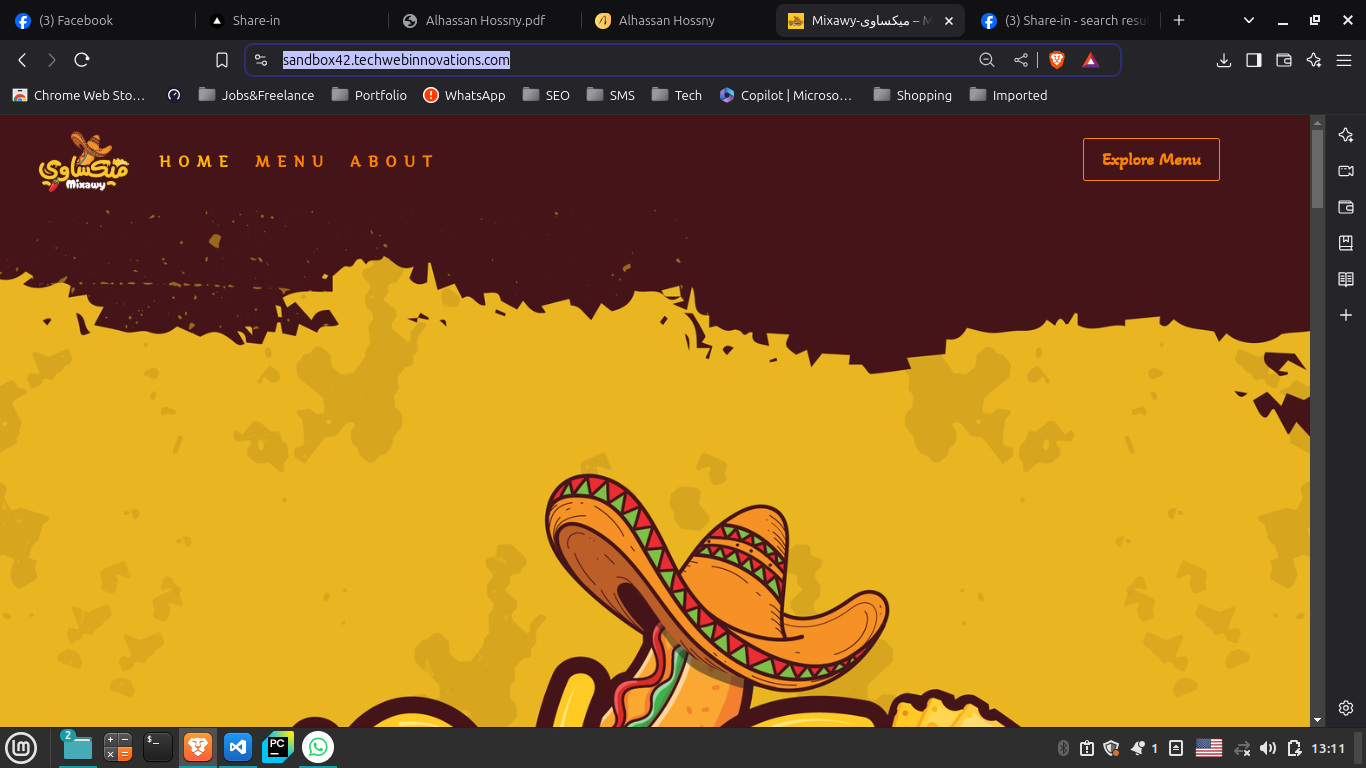 (3) Facebook
Share-in
Alhassan Hossny.pdf
Alhassan Hossny
Mixawy-ميكساوي – M
(3) Share-in - search resu
sandbox42.techwebinnovations.com
Chrome Web Sto…
Jobs&Freelance
Portfolio
WhatsApp
SEO
SMS
Tech
Copilot | Microso…
Shopping
Imported
ميكساوي
Mixawy
HOME
MENU
ABOUT
Explore Menu
2
$_
PC
1
13:11